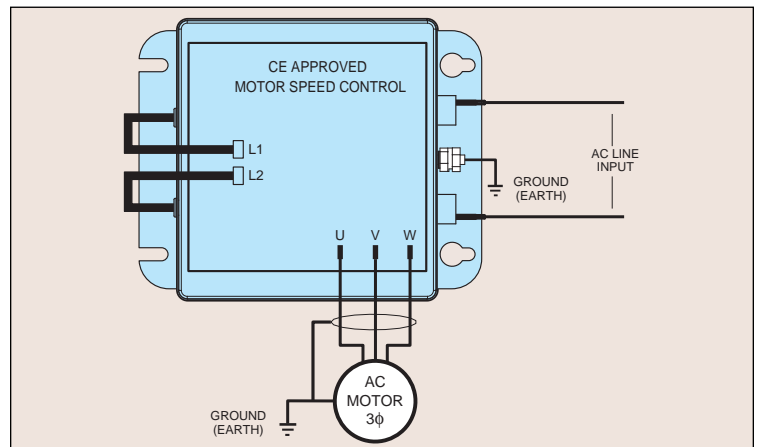 CE APPROVED
MOTOR SPEED CONTROL
L1
L2
AC LINE
INPUT
GROUND
(EARTH)
U V W
AC
MOTOR
3ϕ
GROUND
(EARTH)